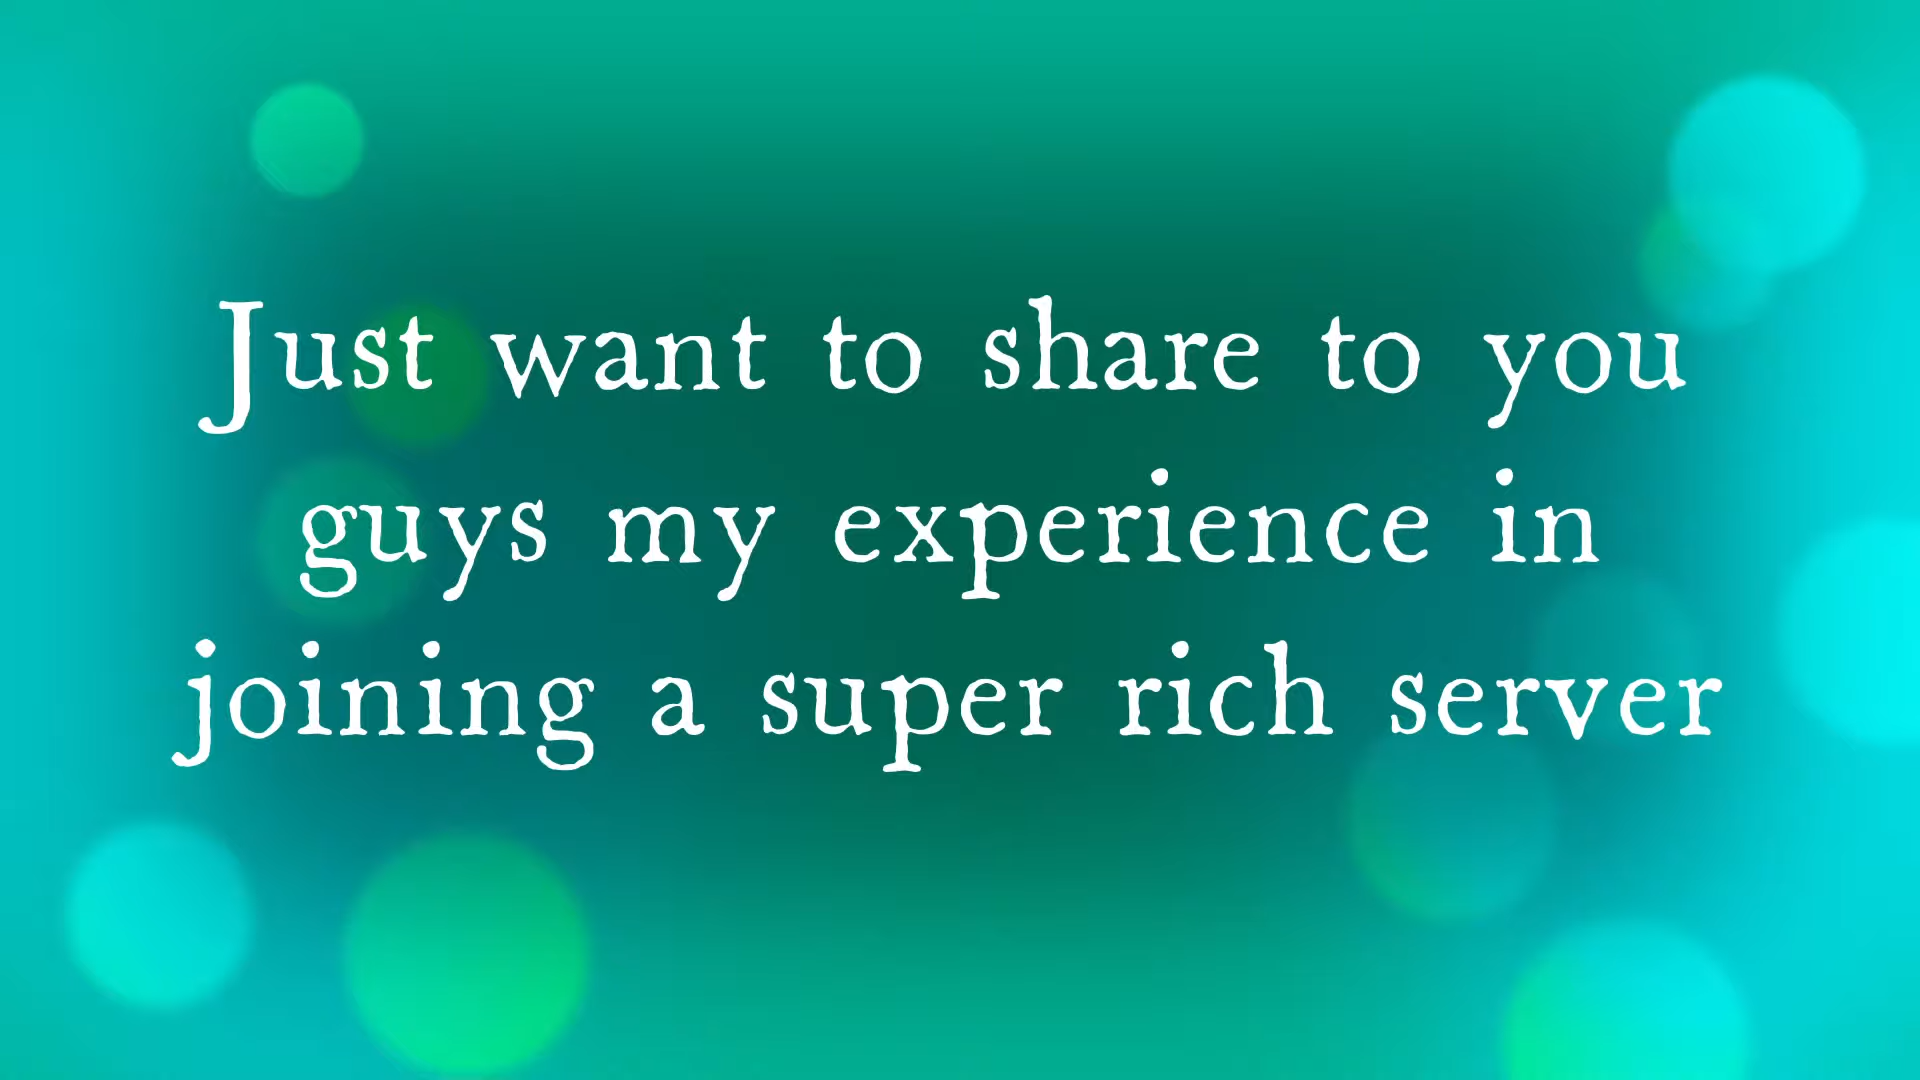 Just want to share to you
guys my experience in
joining a super rich server